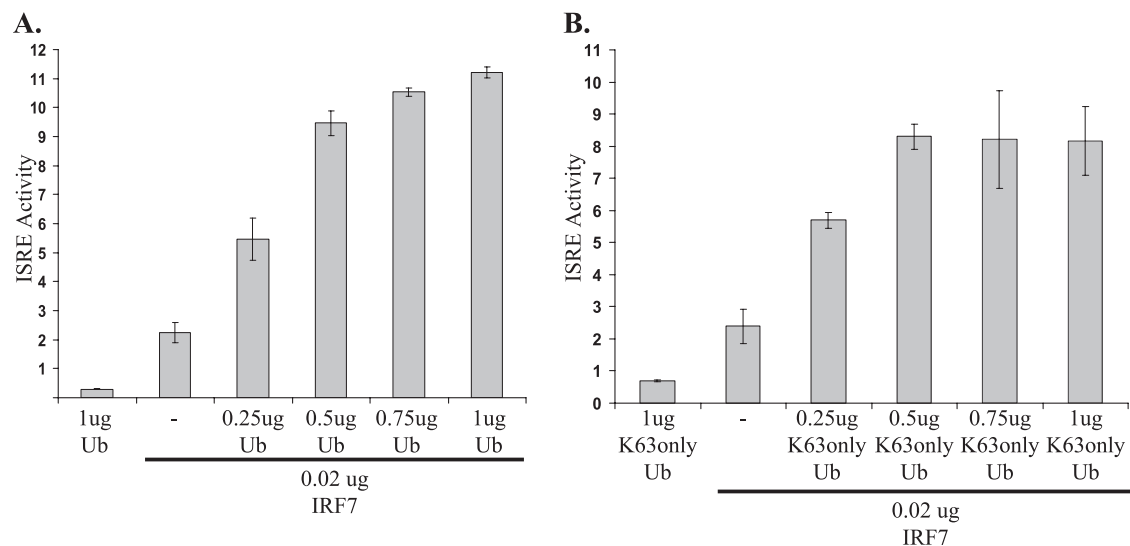 A.
ISRE Activity
12
11
10
9
8
7
6
5
4
3
2
1
1ug - 0.25ug 0.5ug 0.75ug 1ug
Ub Ub Ub Ub Ub
0.02 ug
IRF7
B.
ISRE Activity
11
10
9
8
7
6
5
4
3
2
1
0
1ug - 0.25ug 0.5ug 0.75ug 1ug
K63only K63only K63only K63only K63only
Ub Ub Ub Ub Ub
0.02 ug
IRF7